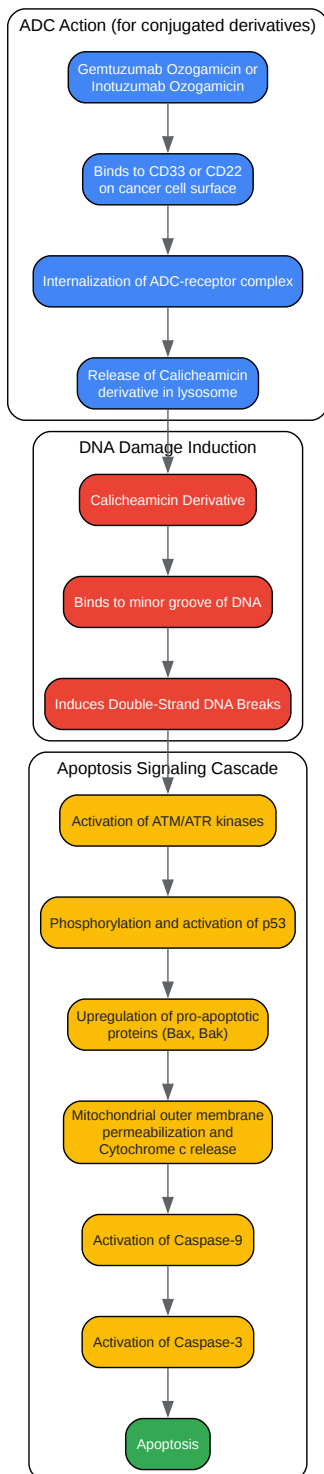 ADC Action (for conjugated derivatives)
Gemtuzumab Ozogamicin or
Inotuzumab Ozogamicin
Binds to CD33 or CD22
on cancer cell surface
Internalization of ADC-receptor complex
Release of Calicheamicin
derivative in lysosome
DNA Damage Induction
Calicheamicin Derivative
Binds to minor groove of DNA
Induces Double-Strand DNA Breaks
Apoptosis Signaling Cascade
Activation of ATM/ATR kinases
Phosphorylation and activation of p53
Upregulation of pro-apoptotic
proteins (Bax, Bak)
Mitochondrial outer membrane
permeabilization and
Cytochrome c release
Activation of Caspase-9
Activation of Caspase-3
Apoptosis